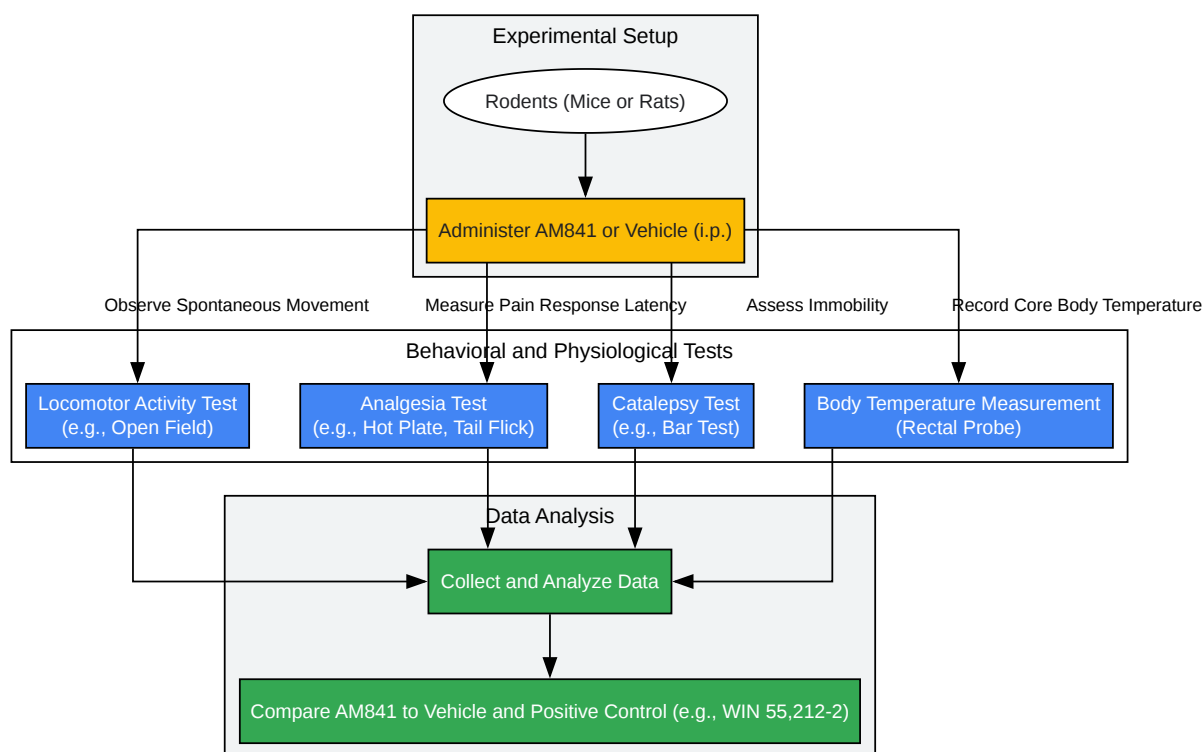 Experimental Setup
Rodents (Mice or Rats)
Administer AM841 or Vehicle (i.p.)
Observe Spontaneous Movement
Measure Pain Response Latency
Assess Immobility
Record Core Body Temperature
Behavioral and Physiological Tests
Locomotor Activity Test
(e.g., Open Field)
Analgesia Test
(e.g., Hot Plate, Tail Flick)
Catalepsy Test
(e.g., Bar Test)
Body Temperature Measurement
(Rectal Probe)
Data Analysis
Collect and Analyze Data
Compare AM841 to Vehicle and Positive Control (e.g., WIN 55,212-2)